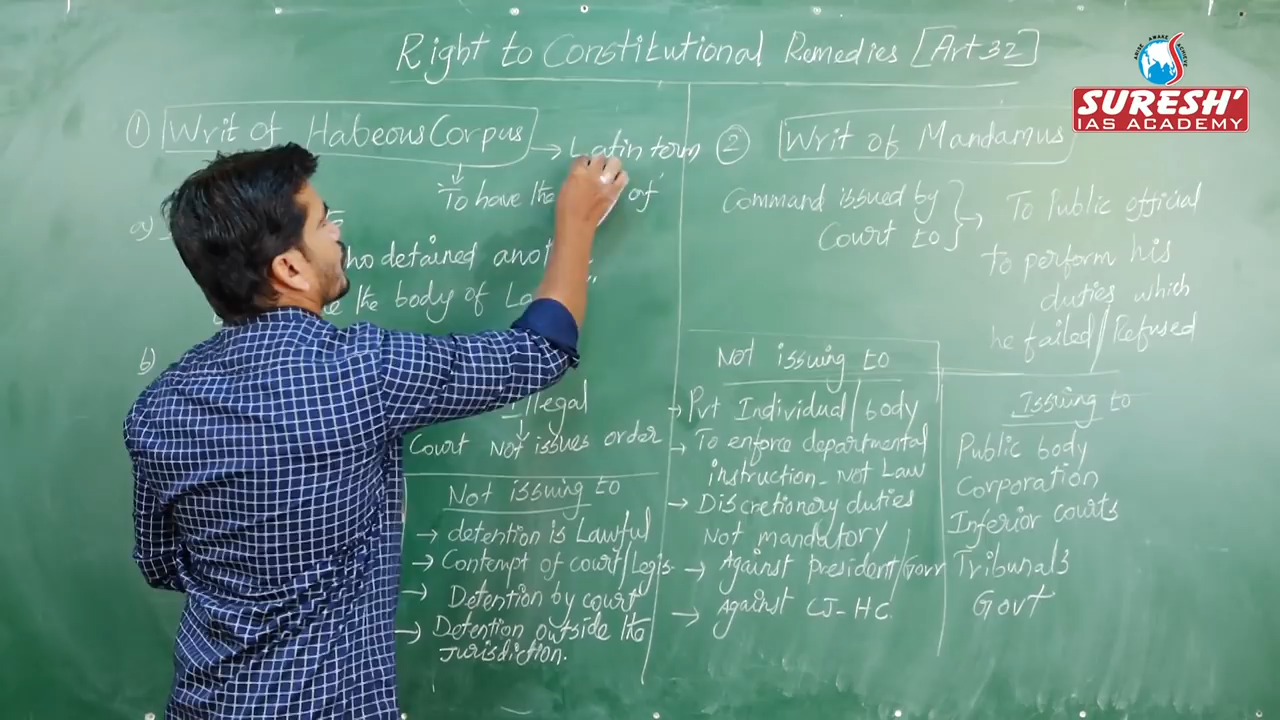 Right to Constitutional Remedies [Art 32]
ARISE AWARE ACHIEVE
SURESH'
IAS ACADEMY
① Writ of HabeousCorpus → Latin term
To have the of
a)
who detained
the body of
b)
Illegal
Court Not issues order
Not issuing to
→ detention is Lawful
→ Contempt of court/Legis
→ Detention by court
→ Detention outside the
Jurisdiction.
② Writ of Mandamus
Command issued by
Court to
→ To Public official
to perform his
duties which
he failed/Refused
Not issuing to
→ Pvt Individual/body
→ To enforce departmental
instruction - Not Law
→ Discretionery duties
Not mandatory
→ Against President/Govr
→ Against CJ-HC
Issuing to
Public body
Corporation
Inferior courts
Tribunals
Govt